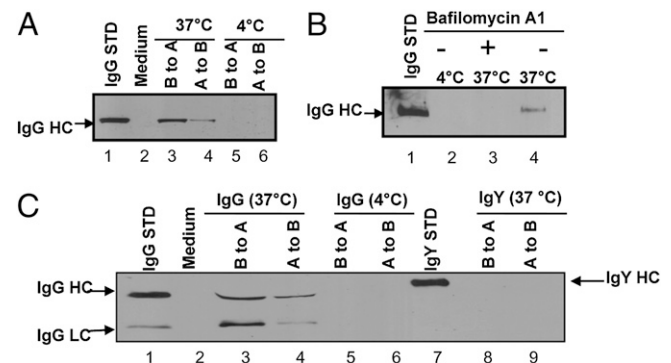 A
IgG STD
Medium
37°C
4°C
B to A
A to B
B to A
A to B
IgG HC
1 2 3 4 5 6
B
Bafilomycin A1
IgG STD
- + -
4°C 37°C 37°C
IgG HC
1 2 3 4
C
IgG STD
Medium
IgG (37°C)
IgG (4°C)
IgY STD
IgY (37 °C)
B to A
A to B
B to A
A to B
B to A
A to B
IgG HC
IgY HC
IgG LC
1 2 3 4 5 6 7 8 9